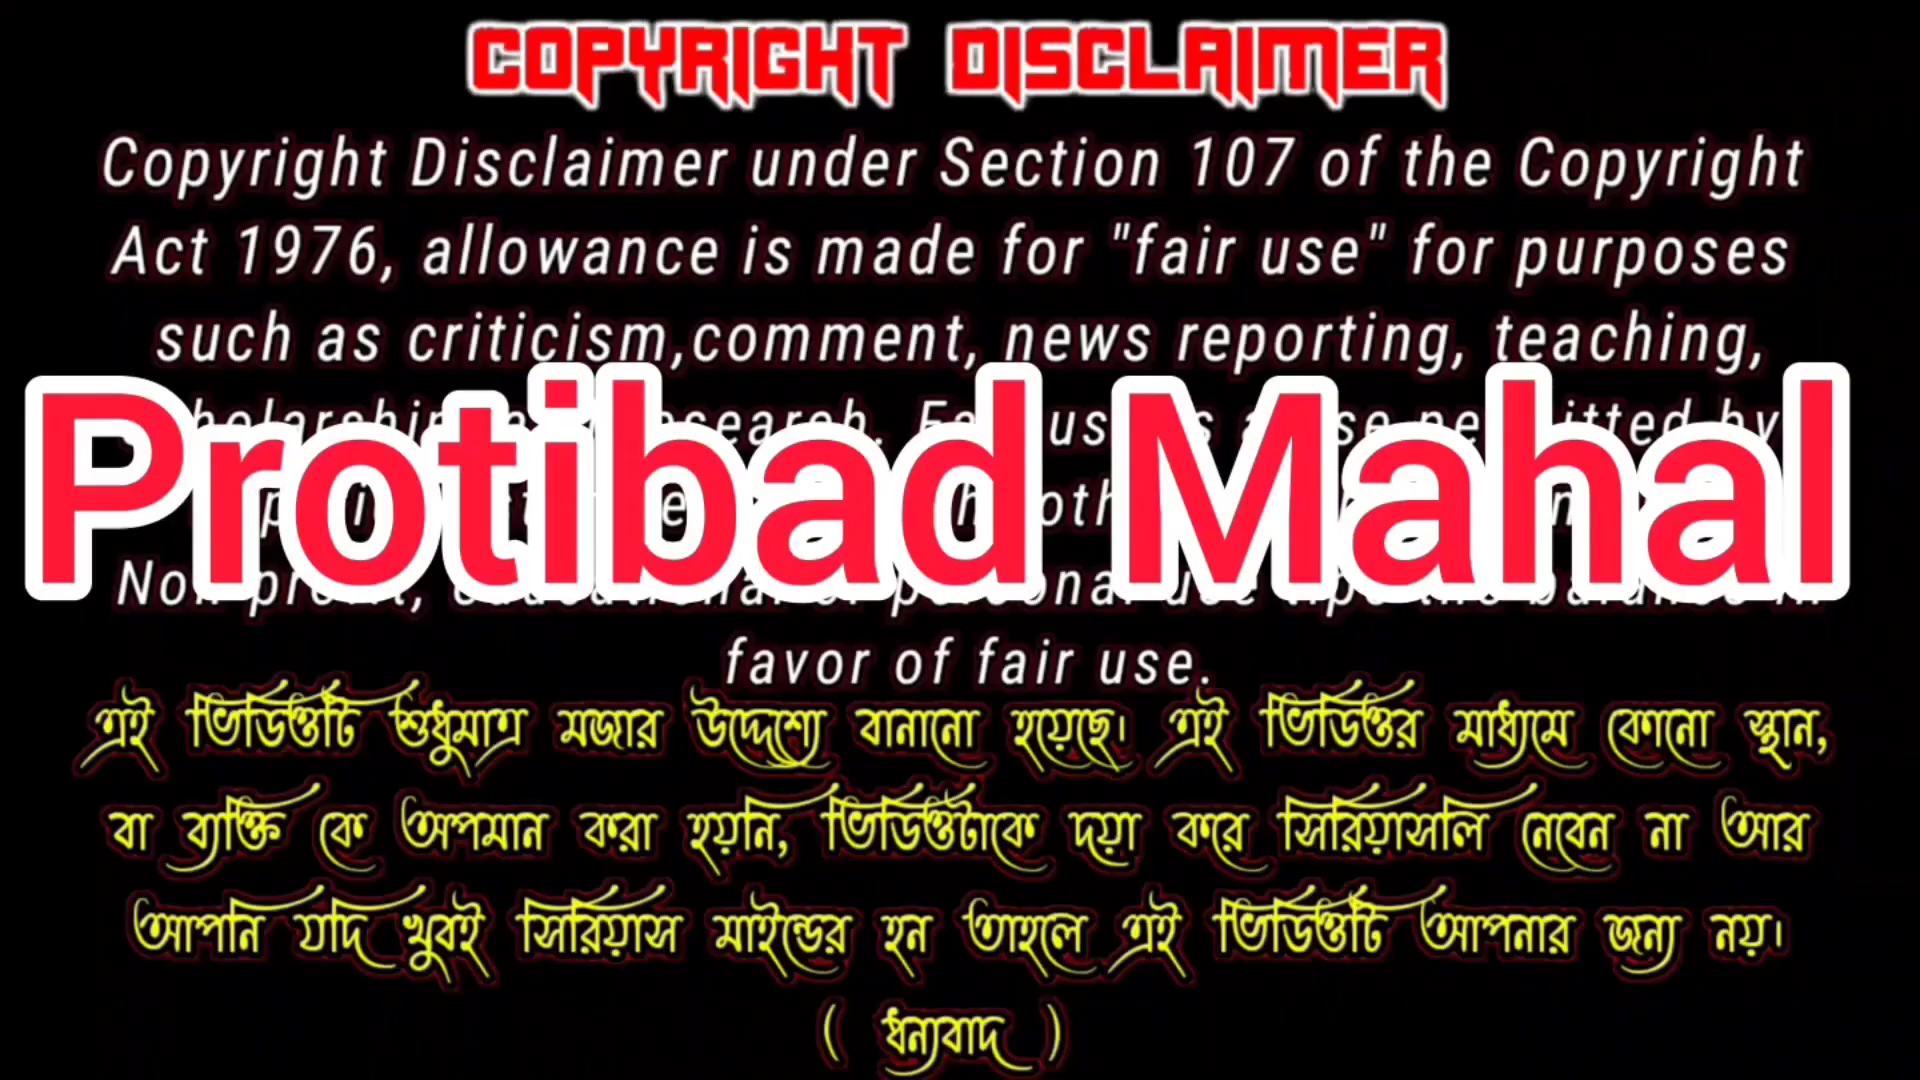 COPYRIGHT DISCLAIMER
Copyright Disclaimer under Section 107 of the Copyright
Act 1976, allowance is made for "fair use" for purposes
such as criticism,comment, news reporting, teaching,
Protibad Mahal
favor of fair use.
এই ভিডিওটি শুধুমাত্র মজার উদ্দেশ্যে বানানো হয়েছে। এই ভিডিওর মাধ্যমে কোনো স্থান,
বা ব্যক্তি কে অপমান করা হয়নি, ভিডিওটাকে দয়া করে সিরিয়াসলি নেবেন না আর
আপনি যদি খুবই সিরিয়াস মাইন্ডের হন তাহলে এই ভিডিওটি আপনার জন্য নয়।
( ধন্যবাদ )